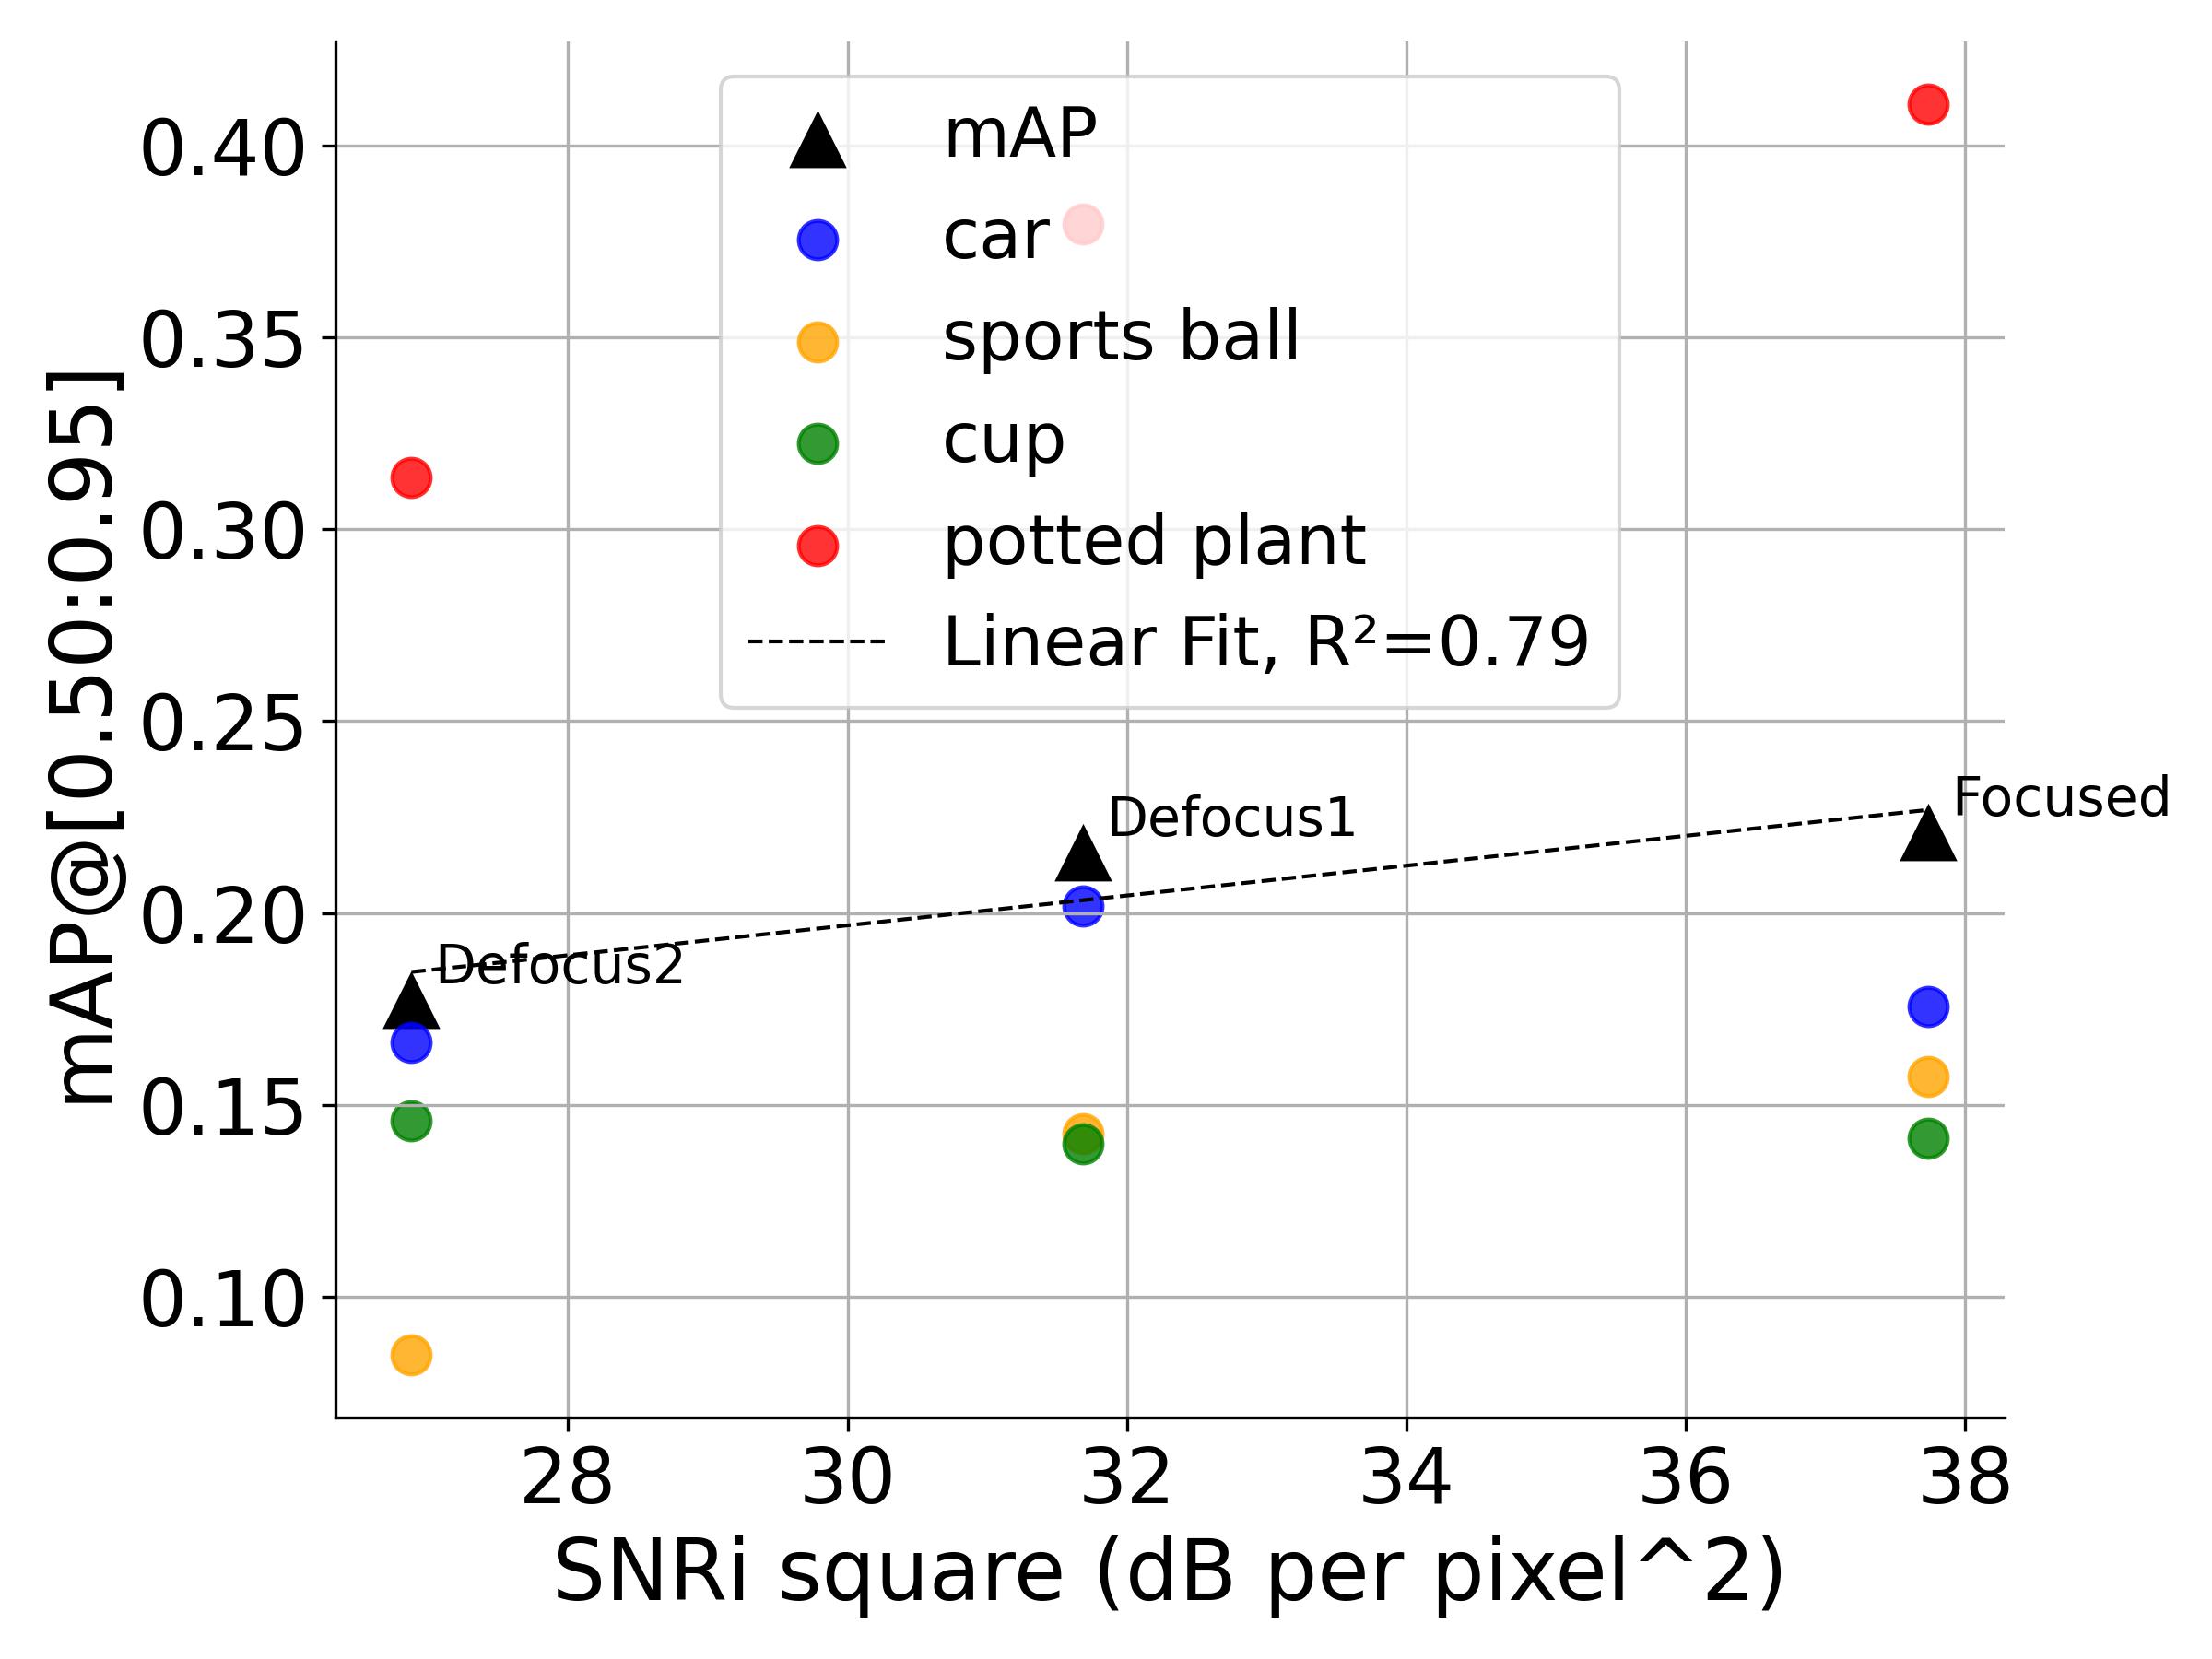 mAP
car
sports ball
cup
potted plant
Linear Fit, R²=0.79
0.40
0.35
0.30
0.25
0.20
0.15
0.10
mAP@[0.50:0.95]
Defocus2
Defocus1
Focused
28 30 32 34 36 38
SNRi square (dB per pixel^2)